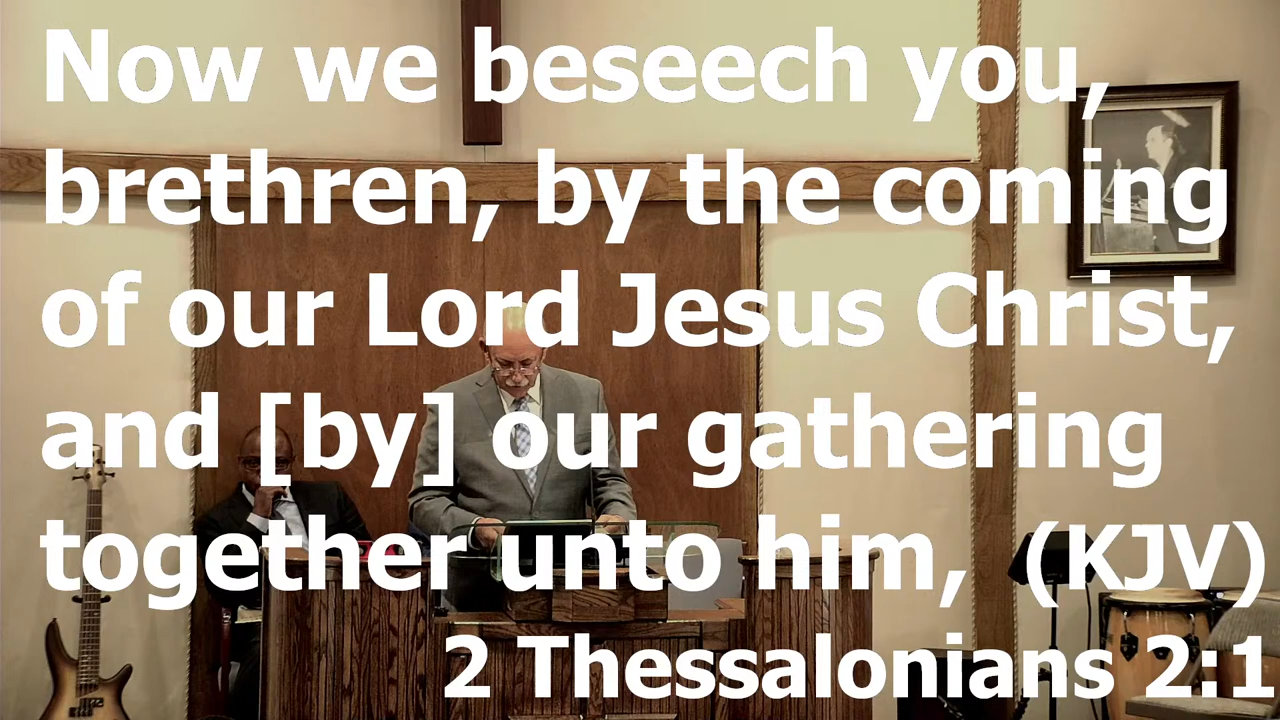 Now we beseech you,
brethren, by the coming
of our Lord Jesus Christ,
and [by] our gathering
together unto him, (KJV)
2 Thessalonians 2:1